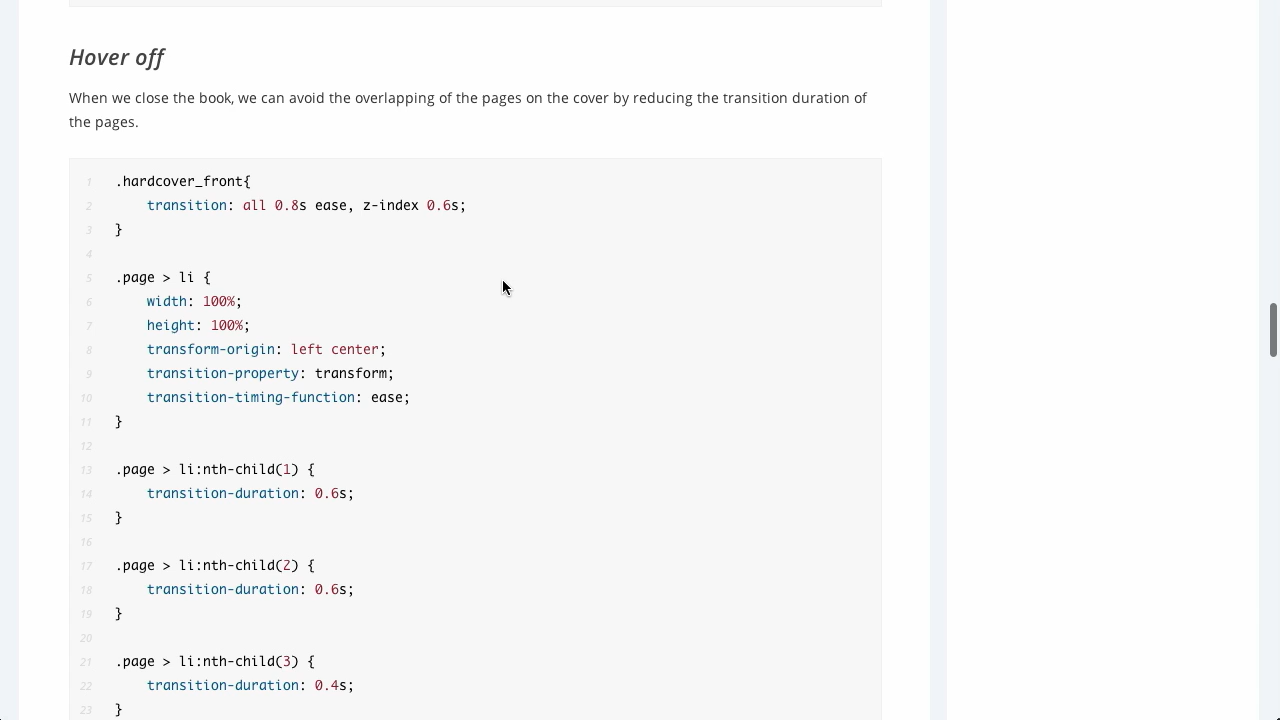 Hover off
When we close the book, we can avoid the overlapping of the pages on the cover by reducing the transition duration of
the pages.
1 .hardcover_front{
2 transition: all 0.8s ease, z-index 0.6s;
3 }
4
5 .page > li {
6 width: 100%;
7 height: 100%;
8 transform-origin: left center;
9 transition-property: transform;
10 transition-timing-function: ease;
11 }
12
13 .page > li:nth-child(1) {
14 transition-duration: 0.6s;
15 }
16
17 .page > li:nth-child(2) {
18 transition-duration: 0.6s;
19 }
20
21 .page > li:nth-child(3) {
22 transition-duration: 0.4s;
23 }